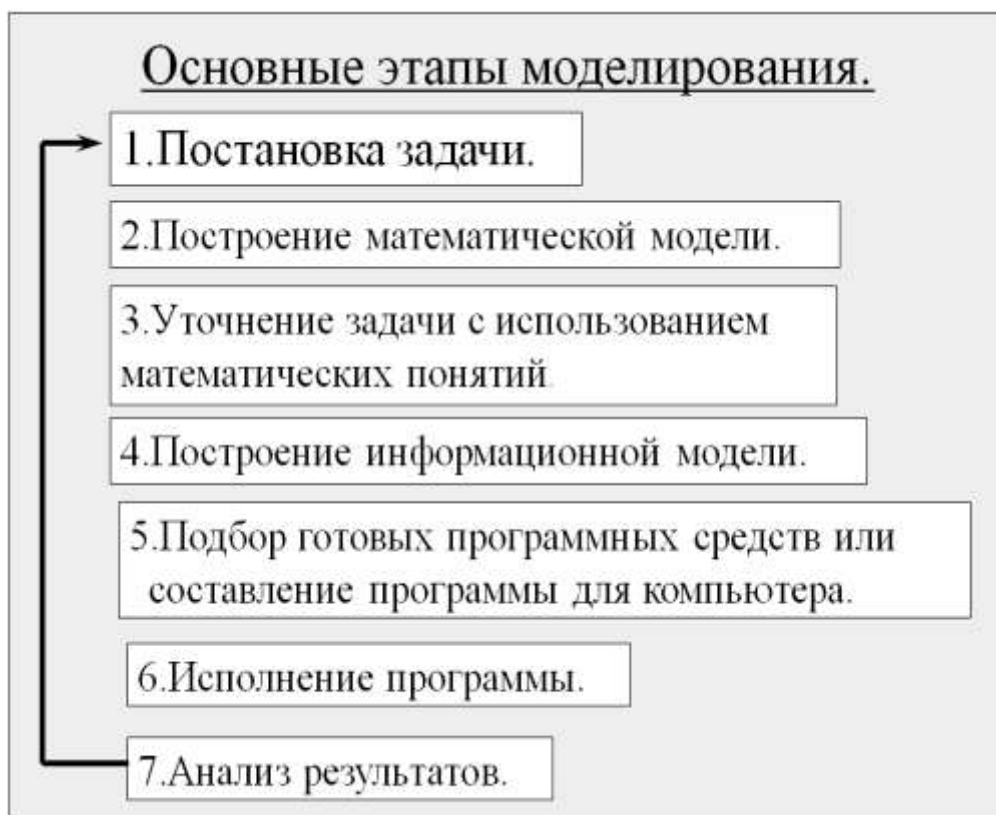 Основные этапы моделирования.
1.Постановка задачи.
2.Построение математической модели.
3.Уточнение задачи с использованием
математических понятий.
4.Построение информационной модели.
5.Подбор готовых программных средств или
составление программы для компьютера.
6.Исполнение программы.
7.Анализ результатов.